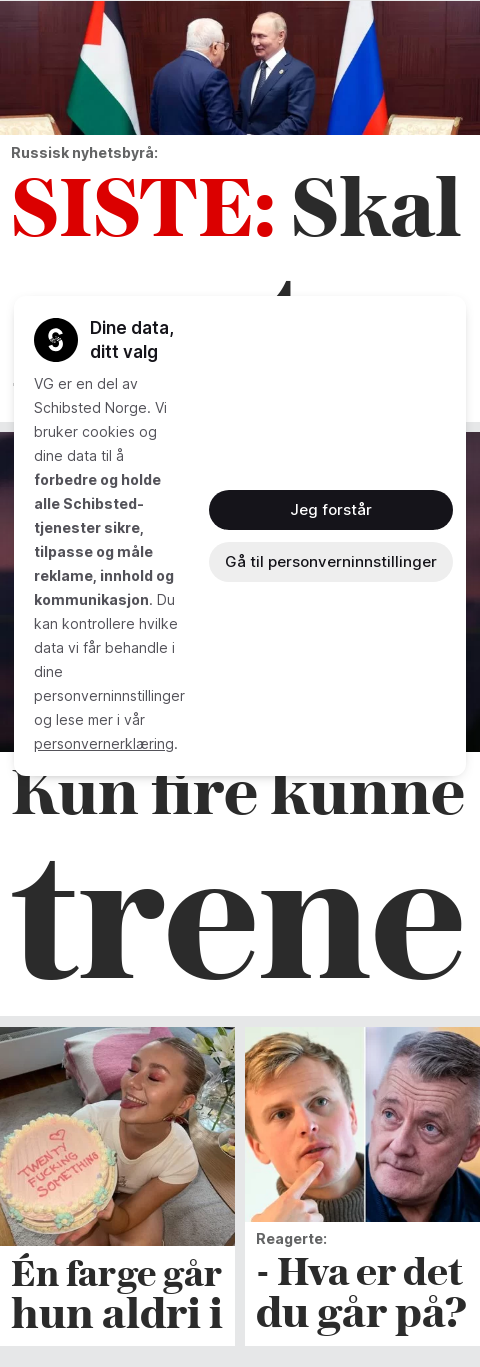 Russisk nyhetsbyrå:
SISTE: Skal
Dine data,
ditt valg
VG er en del av
Schibsted Norge. Vi
bruker cookies og
dine data til å
forbedre og holde
alle Schibsted-
tjenester sikre,
tilpasse og måle
reklame, innhold og
kommunikasjon. Du
kan kontrollere hvilke
data vi får behandle i
dine
personverninnstillinger
og lese mer i vår
personvernerklæring.
Jeg forstår
Gå til personverninnstillinger
Kun fire kunne
trene
TWENTY
FUCKING
SOMETHING
Én farge går
hun aldri i
Reagerte:
- Hva er det
du går på?